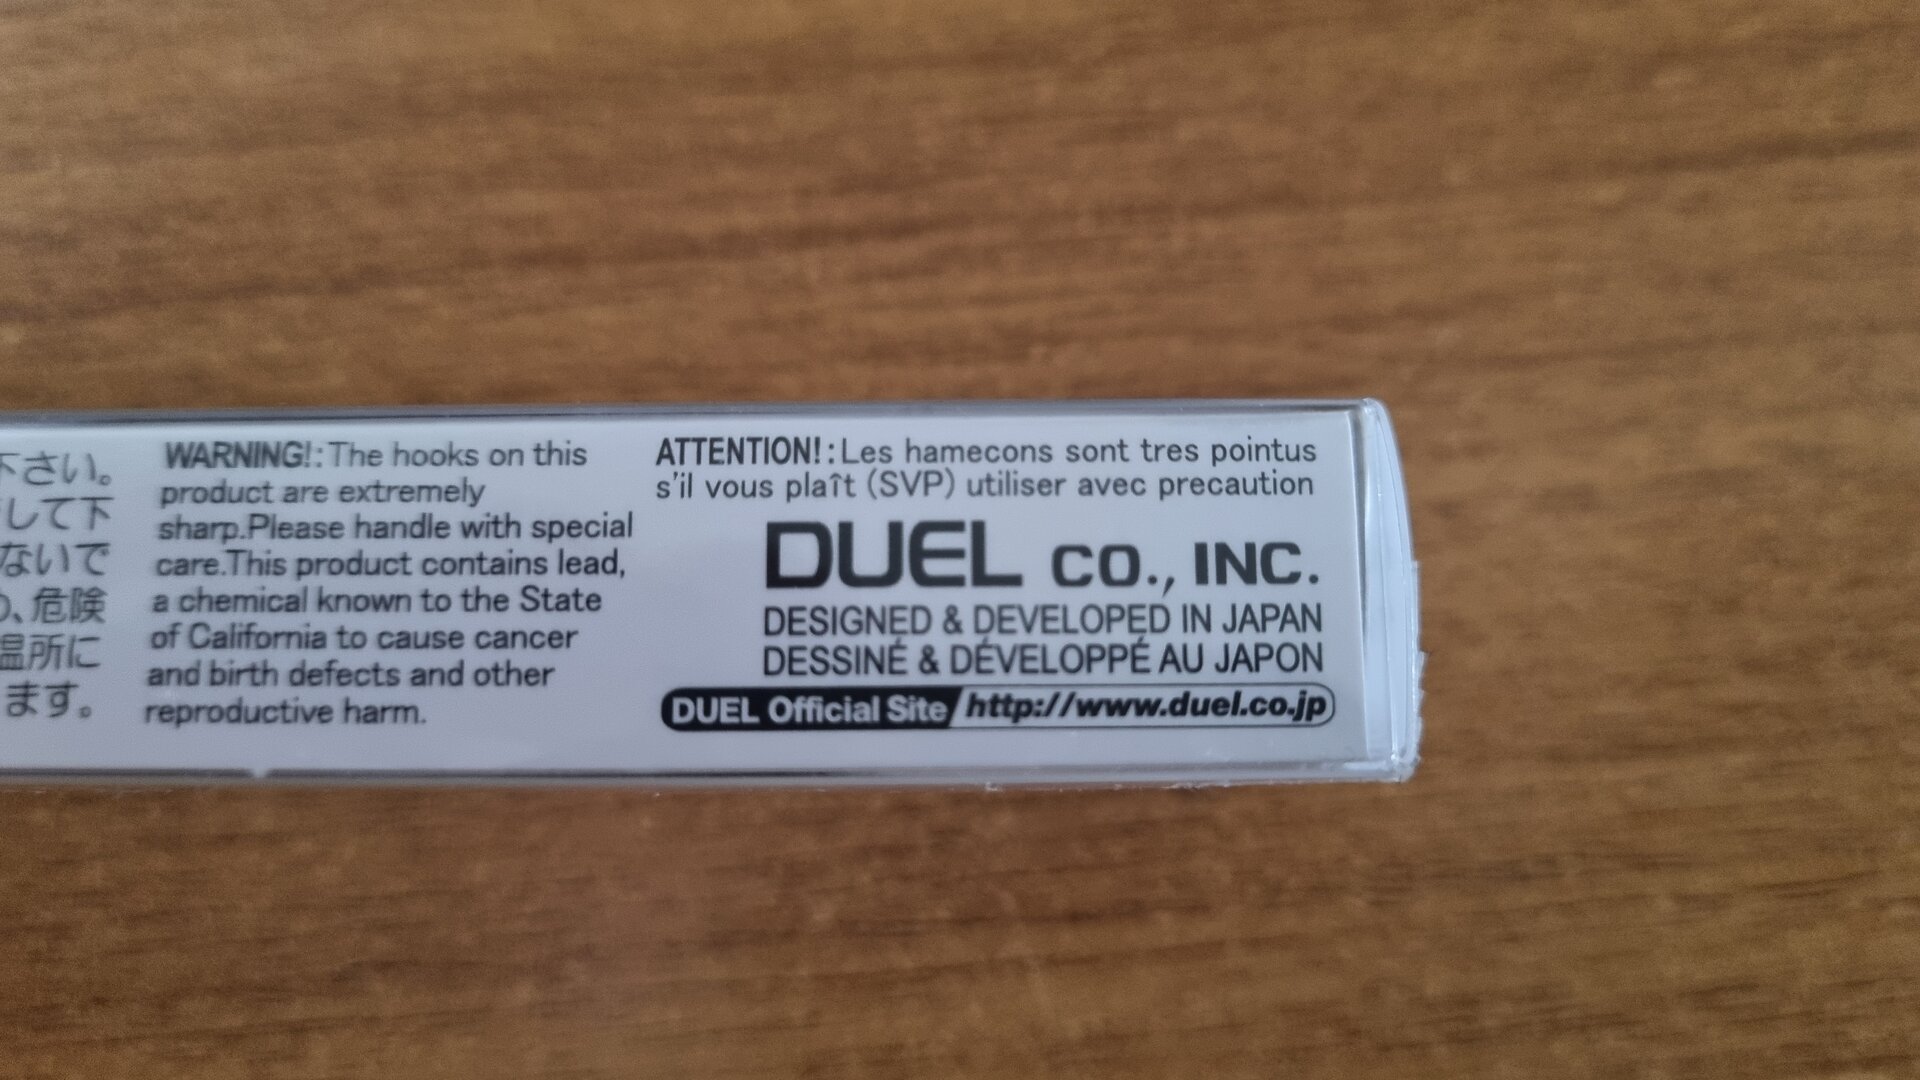 下さい。
して下
ないで
、危険
温所に
ます。
WARNING!:The hooks on this
product are extremely
sharp.Please handle with special
care.This product contains lead,
a chemical known to the State
of California to cause cancer
and birth defects and other
reproductive harm.
ATTENTION!:Les hamecons sont tres pointus
s'il vous plaît (SVP) utiliser avec precaution
DUEL CO., INC.
DESIGNED & DEVELOPED IN JAPAN
DESSINÉ & DÉVELOPPÉ AU JAPON
DUEL Official Site http://www.duel.co.jp